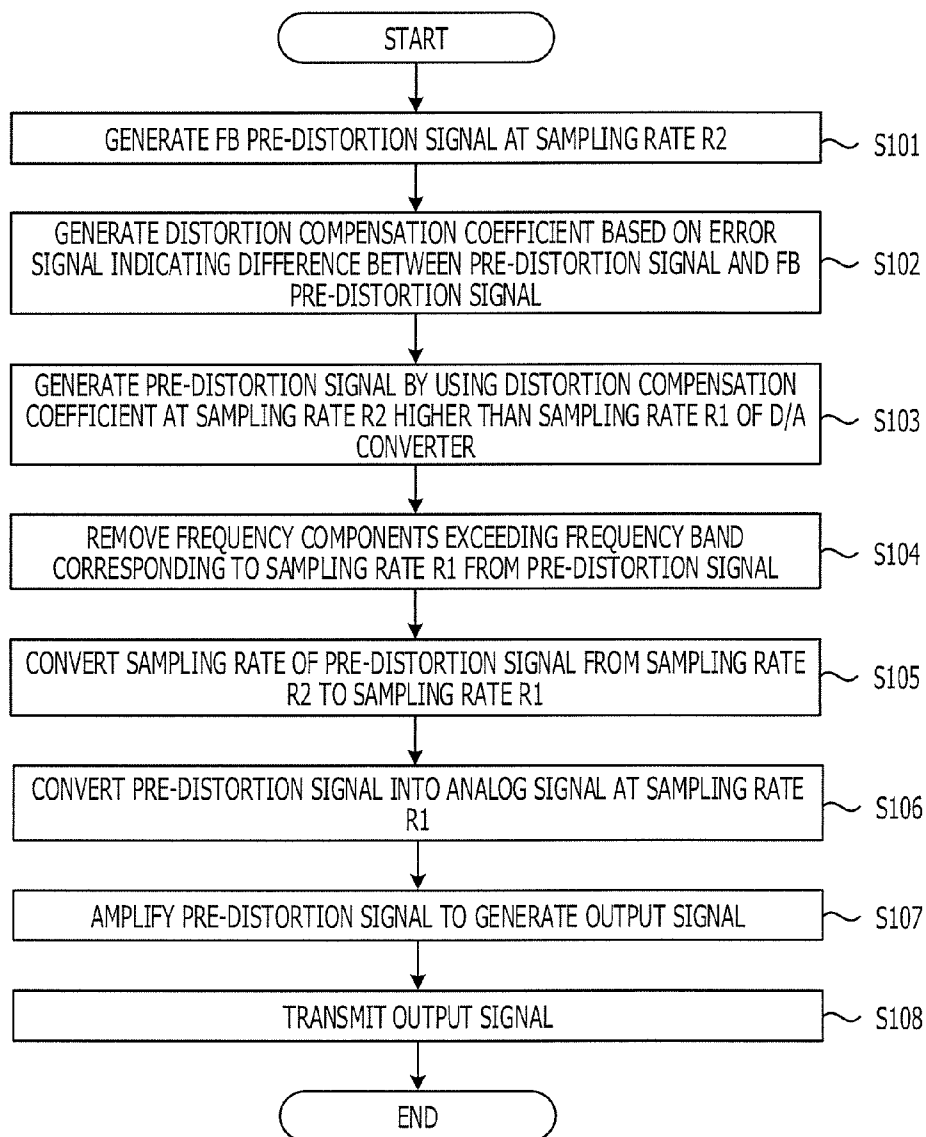 START
GENERATE FB PRE-DISTORTION SIGNAL AT SAMPLING RATE R2
S101
GENERATE DISTORTION COMPENSATION COEFFICIENT BASED ON ERROR
SIGNAL INDICATING DIFFERENCE BETWEEN PRE-DISTORTION SIGNAL AND FB
PRE-DISTORTION SIGNAL
S102
GENERATE PRE-DISTORTION SIGNAL BY USING DISTORTION COMPENSATION
COEFFICIENT AT SAMPLING RATE R2 HIGHER THAN SAMPLING RATE R1 OF D/A
CONVERTER
S103
REMOVE FREQUENCY COMPONENTS EXCEEDING FREQUENCY BAND
CORRESPONDING TO SAMPLING RATE R1 FROM PRE-DISTORTION SIGNAL
S104
CONVERT SAMPLING RATE OF PRE-DISTORTION SIGNAL FROM SAMPLING RATE
R2 TO SAMPLING RATE R1
S105
CONVERT PRE-DISTORTION SIGNAL INTO ANALOG SIGNAL AT SAMPLING RATE
R1
S106
AMPLIFY PRE-DISTORTION SIGNAL TO GENERATE OUTPUT SIGNAL
S107
TRANSMIT OUTPUT SIGNAL
S108
END